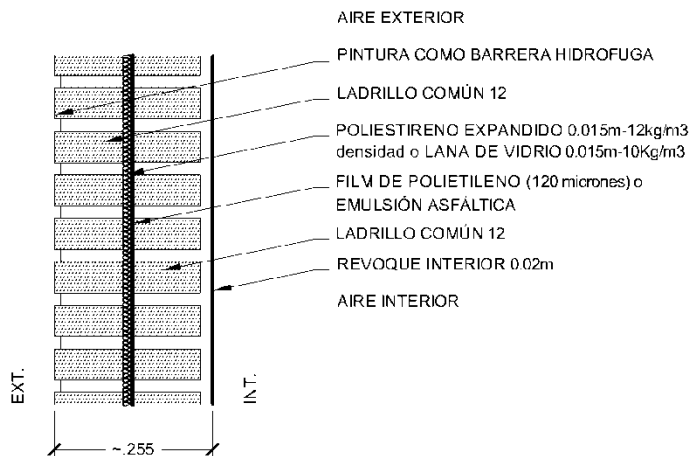 AIRE EXTERIOR
PINTURA COMO BARRERA HIDROFUGA
LADRILLO COMÚN 12
POLIESTIRENO EXPANDIDO 0.015m-12kg/m3
densidad o LANA DE VIDRIO 0.015m-10Kg/m3
FILM DE POLIETILENO (120 micrones) o
EMULSIÓN ASFÁLTICA
LADRILLO COMÚN 12
REVOQUE INTERIOR 0.02m
AIRE INTERIOR
EXT.
INT.
~.255